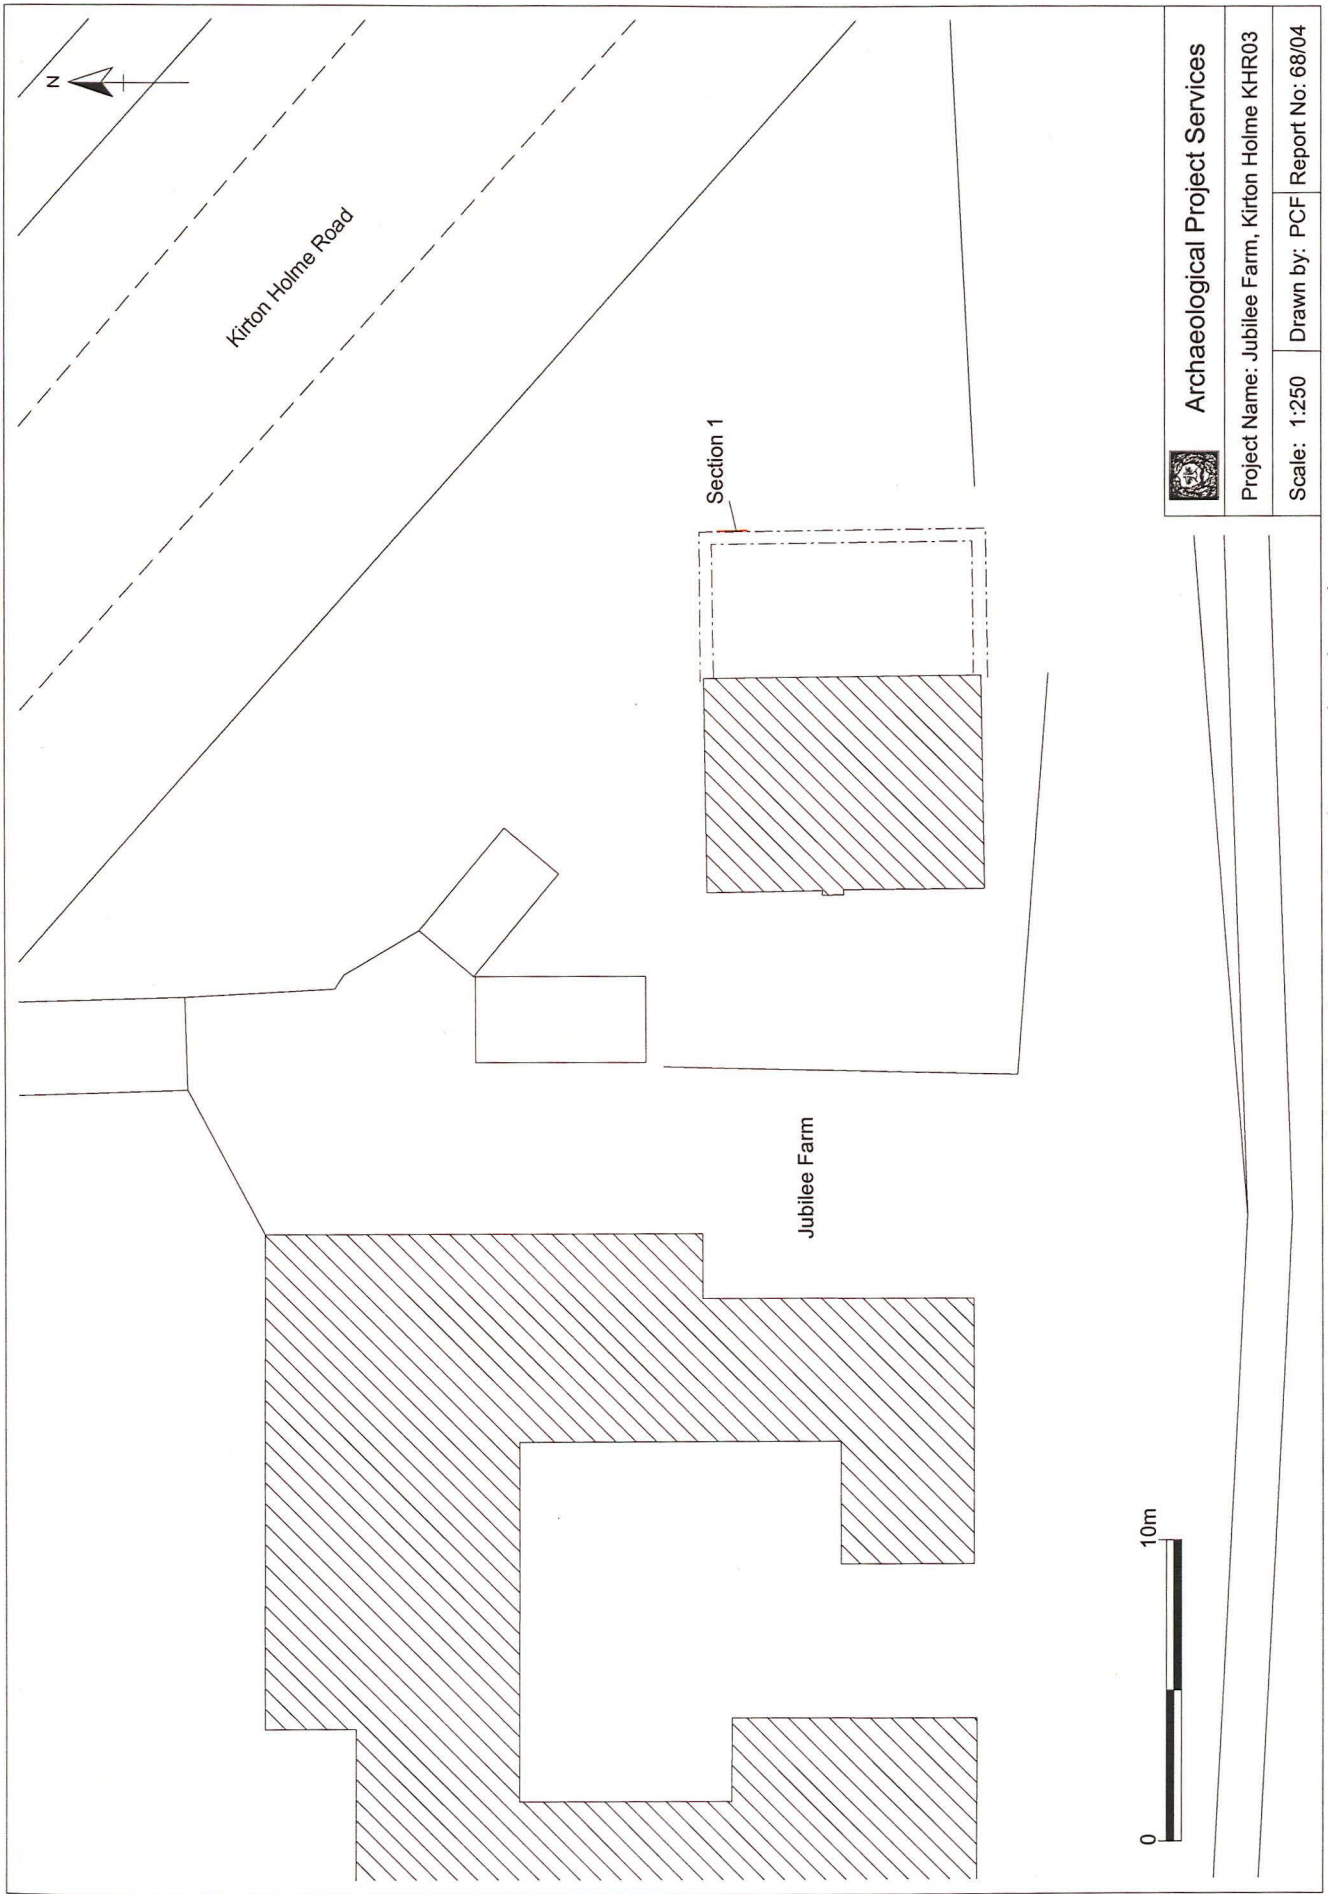 N
Kirton Holme Road
Section 1
Jubilee Farm
0
10m
Archaeological Project Services
Project Name: Jubilee Farm, Kirton Holme KHR03
Scale: 1:250
Drawn by: PCF
Report No: 68/04